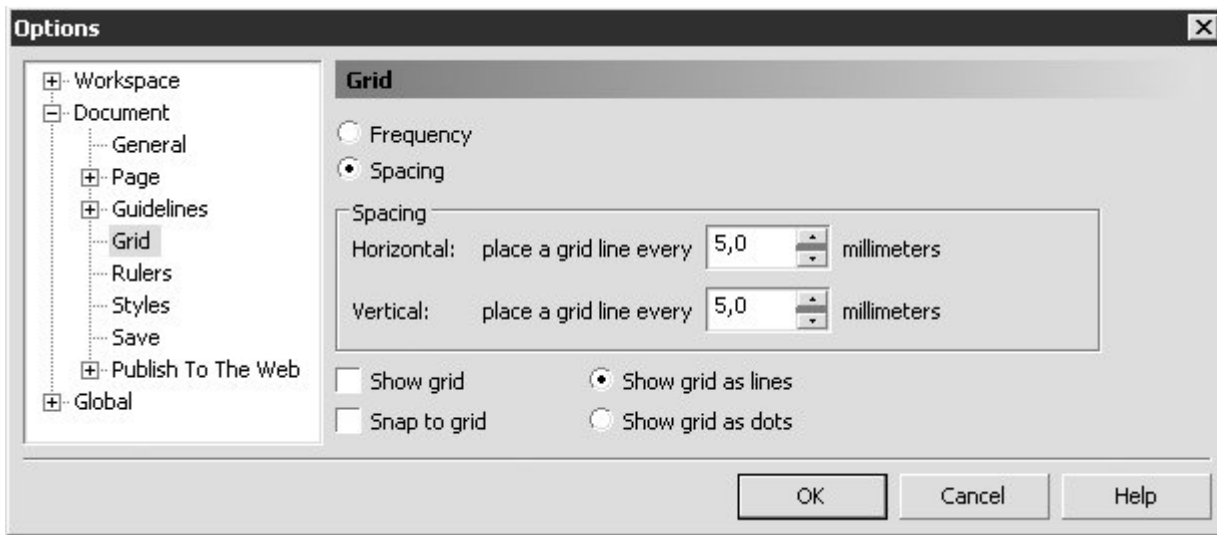 Options
Workspace
Document
General
Page
Guidelines
Grid
Rulers
Styles
Save
Publish To The Web
Global
Grid
Frequency
Spacing
Spacing
Horizontal: place a grid line every 5,0 millimeters
Vertical: place a grid line every 5,0 millimeters
Show grid Show grid as lines
Snap to grid Show grid as dots
OK Cancel Help